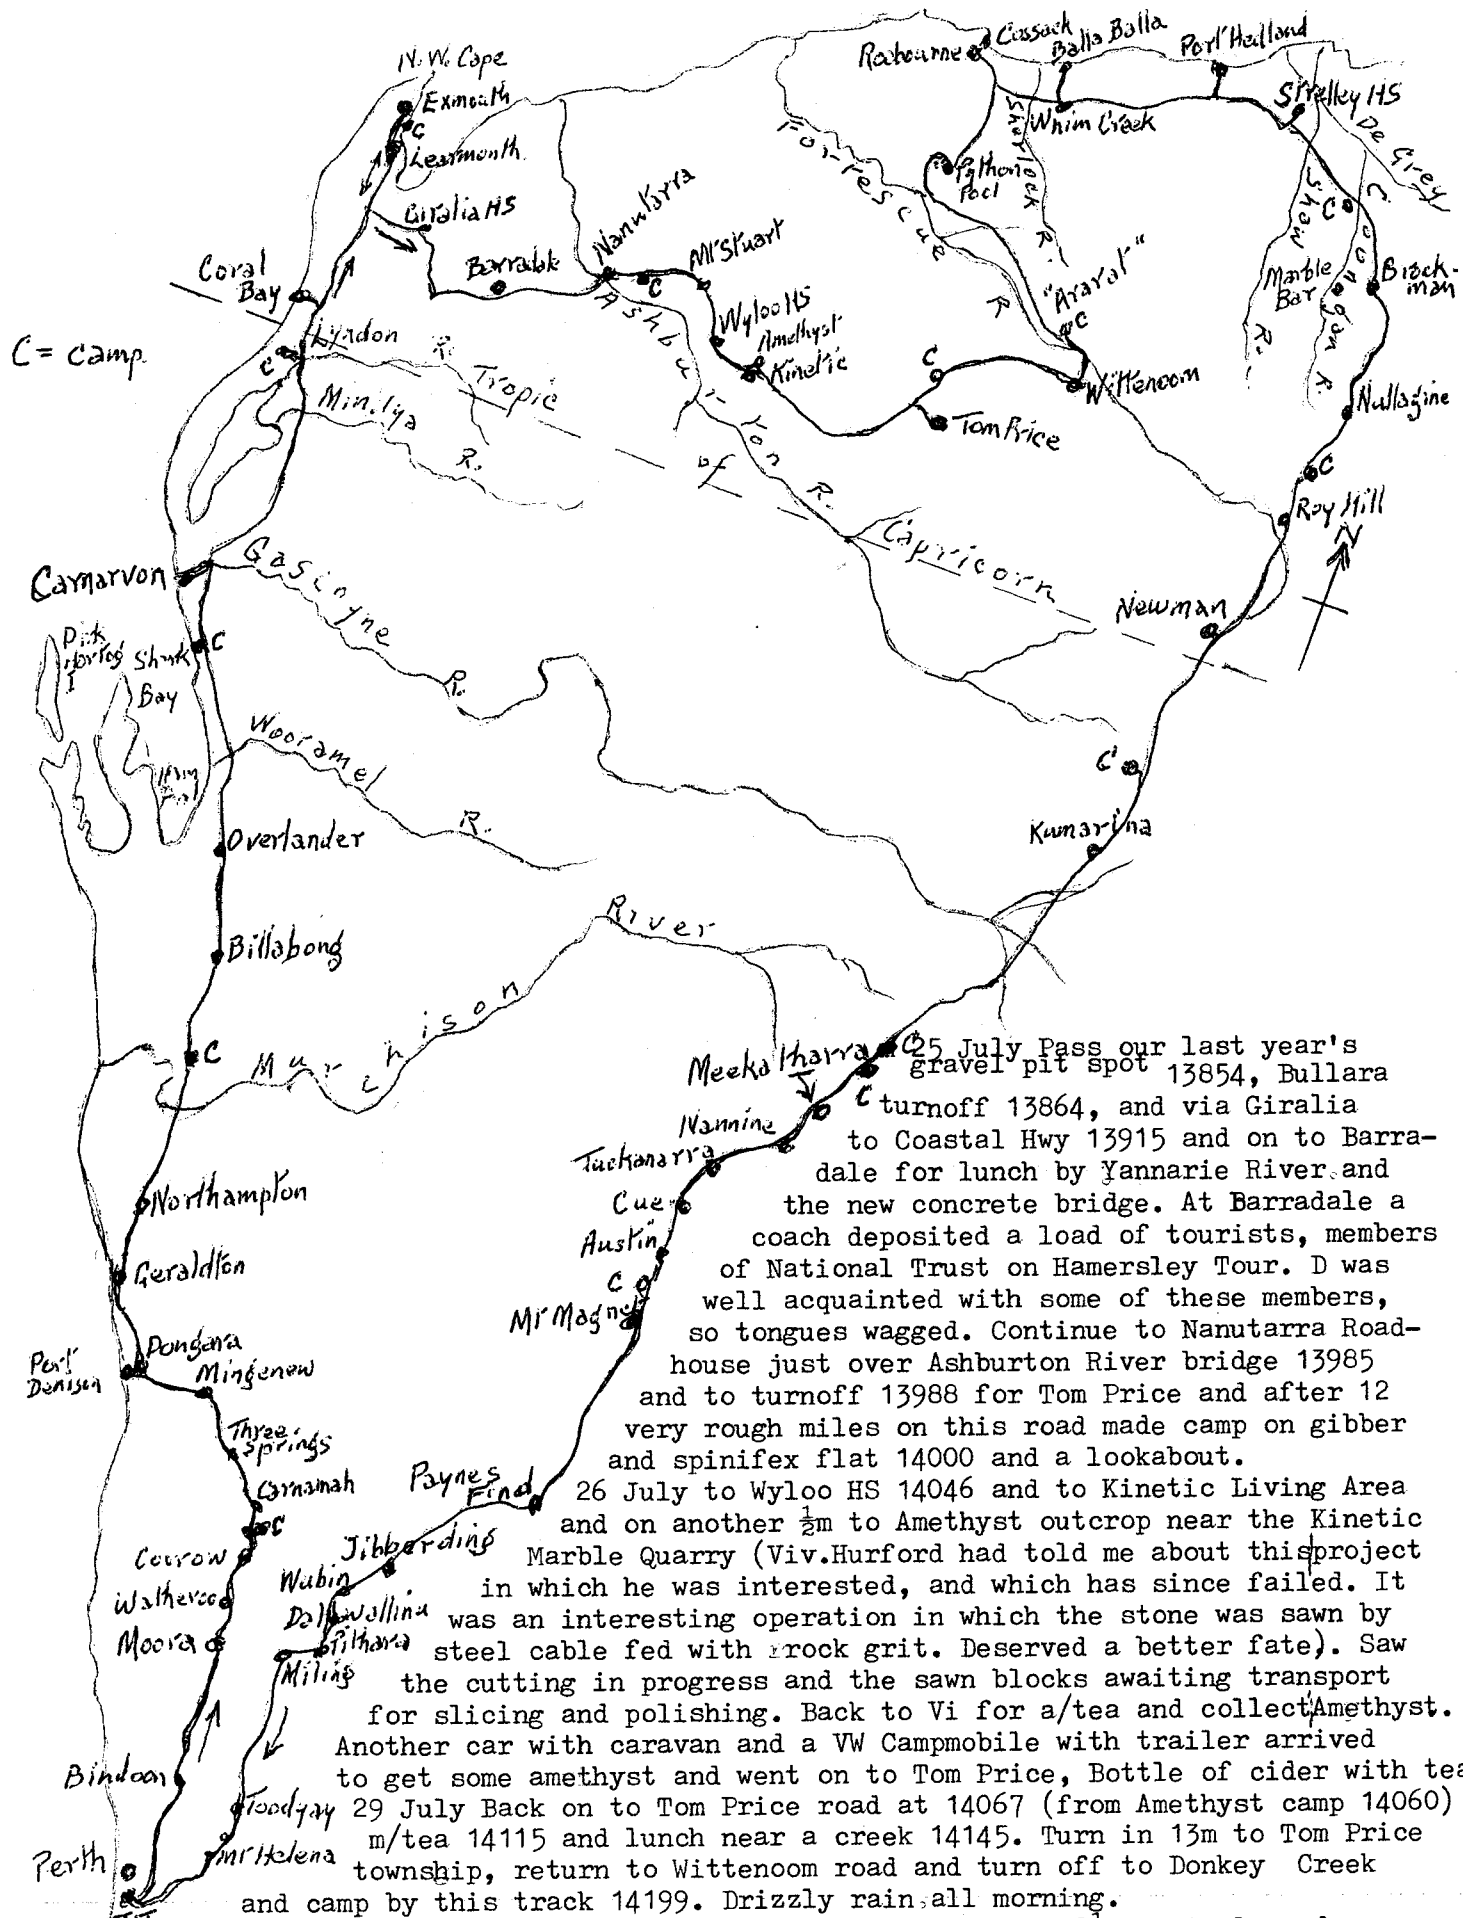 N.W. Cape
Exmouth
C
Learmonth
Giralia HS
Coral
Bay
Barradale
Nanutarra
C
Mt Stuart
Wyloo HS
Amethyst
Kinetic
C
Tom Price
Wittenoom
C
"Ararat"
Python
Pool
Roebourne
Cossack
Balla Balla
Whim Creek
Port Hedland
Strelley HS
De Grey
Sherlock R.
Fortescue R
Shaw R.
Coongan R.
C
Marble
Bar
Brock-
man
Nullagine
C
Roy Hill
N
Newman
C = camp.
C
Lyndon R.
Minilya R.
Tropic of Capricorn
Ashburton R.
Carnarvon
Gascoyne R.
C
Dirk
Hartog
I
Shark
Bay
Wooramel R.
Overlander
Billabong
C
Murchison River
C
Kumarina
Meekatharra
C
C
Nannine
Tuckanarra
Cue
Austin
C
Mt Magnet
Northampton
Geraldton
Dongara
Port
Denison
Mingenew
Three
Springs
Carnamah
C
Coorow
Watheroo
Moora
Paynes
Find
Jibberding
Wubin
Dallwallinu
Pithara
Miling
Bindoon
Toodyay
Mt Helena
Perth
25 July Pass our last year's
gravel pit spot 13854, Bullara
turnoff 13864, and via Giralia
to Coastal Hwy 13915 and on to Barra-
dale for lunch by Yannarie River and
the new concrete bridge. At Barradale a
coach deposited a load of tourists, members
of National Trust on Hamersley Tour. D was
well acquainted with some of these members,
so tongues wagged. Continue to Nanutarra Road-
house just over Ashburton River bridge 13985
and to turnoff 13988 for Tom Price and after 12
very rough miles on this road made camp on gibber
and spinifex flat 14000 and a lookabout.
26 July to Wyloo HS 14046 and to Kinetic Living Area
and on another ½m to Amethyst outcrop near the Kinetic
Marble Quarry (Viv.Hurford had told me about this project
in which he was interested, and which has since failed. It
was an interesting operation in which the stone was sawn by
steel cable fed with rock grit. Deserved a better fate). Saw
the cutting in progress and the sawn blocks awaiting transport
for slicing and polishing. Back to Vi for a/tea and collect Amethyst.
Another car with caravan and a VW Campmobile with trailer arrived
to get some amethyst and went on to Tom Price, Bottle of cider with tea
29 July Back on to Tom Price road at 14067 (from Amethyst camp 14060)
m/tea 14115 and lunch near a creek 14145. Turn in 13m to Tom Price
township, return to Wittenoom road and turn off to Donkey Creek
and camp by this track 14199. Drizzly rain all morning.